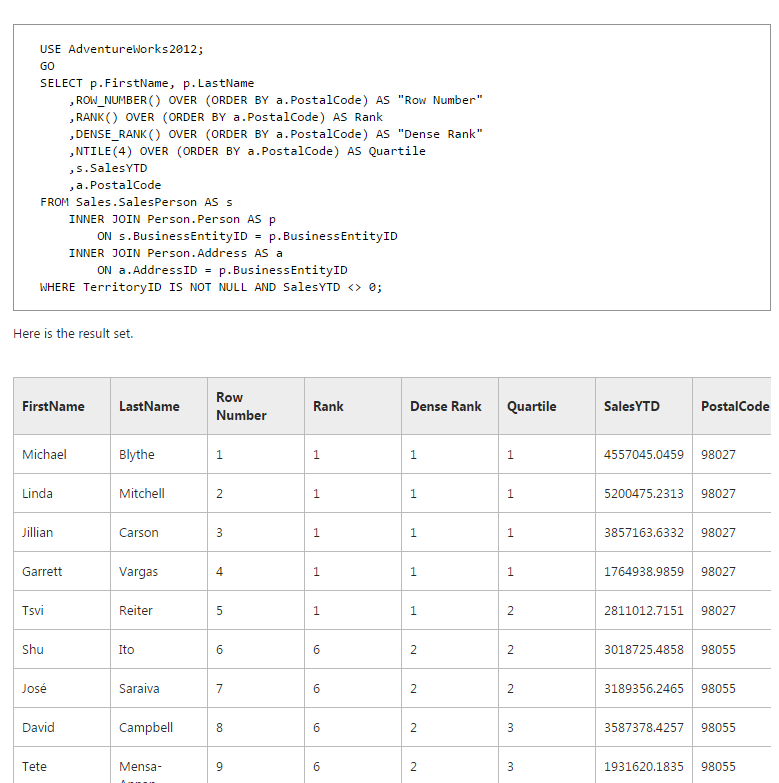 USE AdventureWorks2012;
GO
SELECT p.FirstName, p.LastName
    ,ROW_NUMBER() OVER (ORDER BY a.PostalCode) AS "Row Number"
    ,RANK() OVER (ORDER BY a.PostalCode) AS Rank
    ,DENSE_RANK() OVER (ORDER BY a.PostalCode) AS "Dense Rank"
    ,NTILE(4) OVER (ORDER BY a.PostalCode) AS Quartile
    ,s.SalesYTD
    ,a.PostalCode
FROM Sales.SalesPerson AS s
    INNER JOIN Person.Person AS p
        ON s.BusinessEntityID = p.BusinessEntityID
    INNER JOIN Person.Address AS a
        ON a.AddressID = p.BusinessEntityID
WHERE TerritoryID IS NOT NULL AND SalesYTD <> 0;
Here is the result set.
FirstName LastName Row Number Rank Dense Rank Quartile SalesYTD PostalCode
Michael Blythe 1 1 1 1 4557045.0459 98027
Linda Mitchell 2 1 1 1 5200475.2313 98027
Jillian Carson 3 1 1 1 3857163.6332 98027
Garrett Vargas 4 1 1 1 1764938.9859 98027
Tsvi Reiter 5 1 1 2 2811012.7151 98027
Shu Ito 6 6 2 2 3018725.4858 98055
José Saraiva 7 6 2 2 3189356.2465 98055
David Campbell 8 6 2 3 3587378.4257 98055
Tete Mensa- 9 6 2 3 1931620.1835 98055